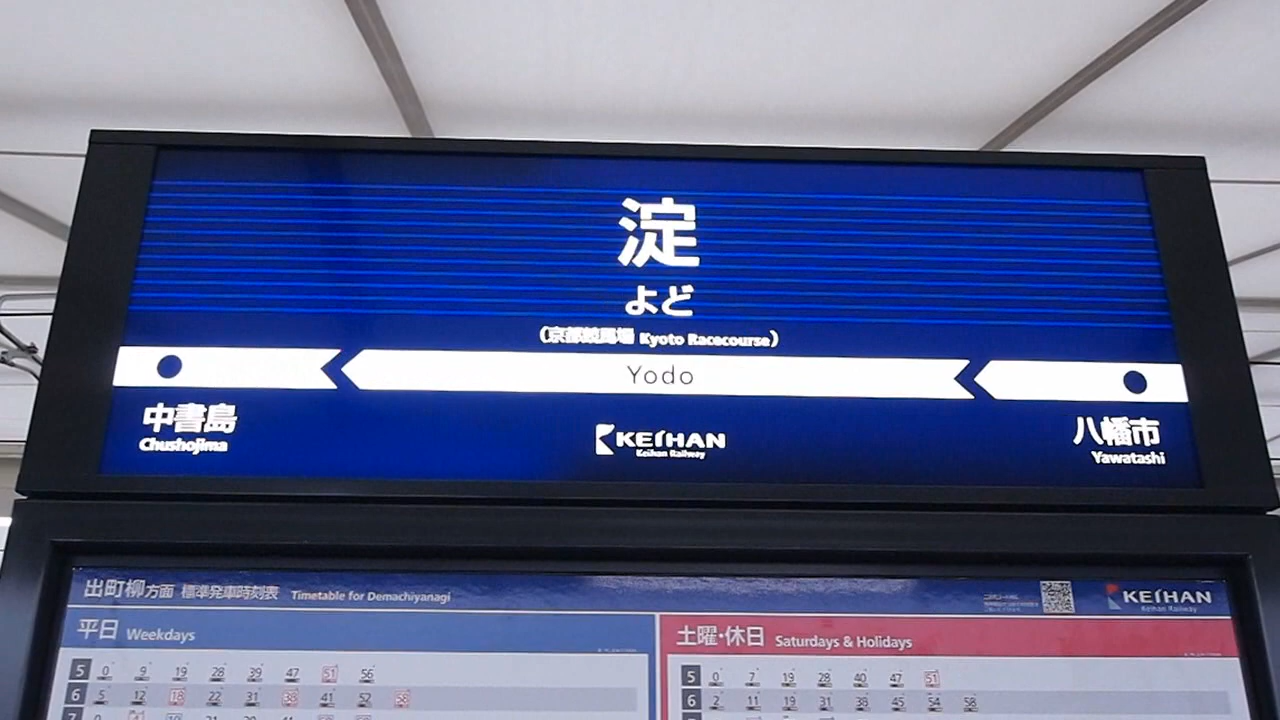 淀
よど
(京都競馬場 Kyoto Racecourse)
Yodo
中書島
Chushojima
KEIHAN
Keihan Railway
八幡市
Yawatashi
出町柳方面 標準発車時刻表 Timetable for Demachiyanagi
KEIHAN
Keihan Railway
平日 Weekdays
土曜・休日 Saturdays & Holidays
5 0 9 19 28 39 47 51 56
5 0 7 19 28 40 47 51
6 5 12 18 22 31 38 41 52 58
6 2 11 19 31 38 45 54 58